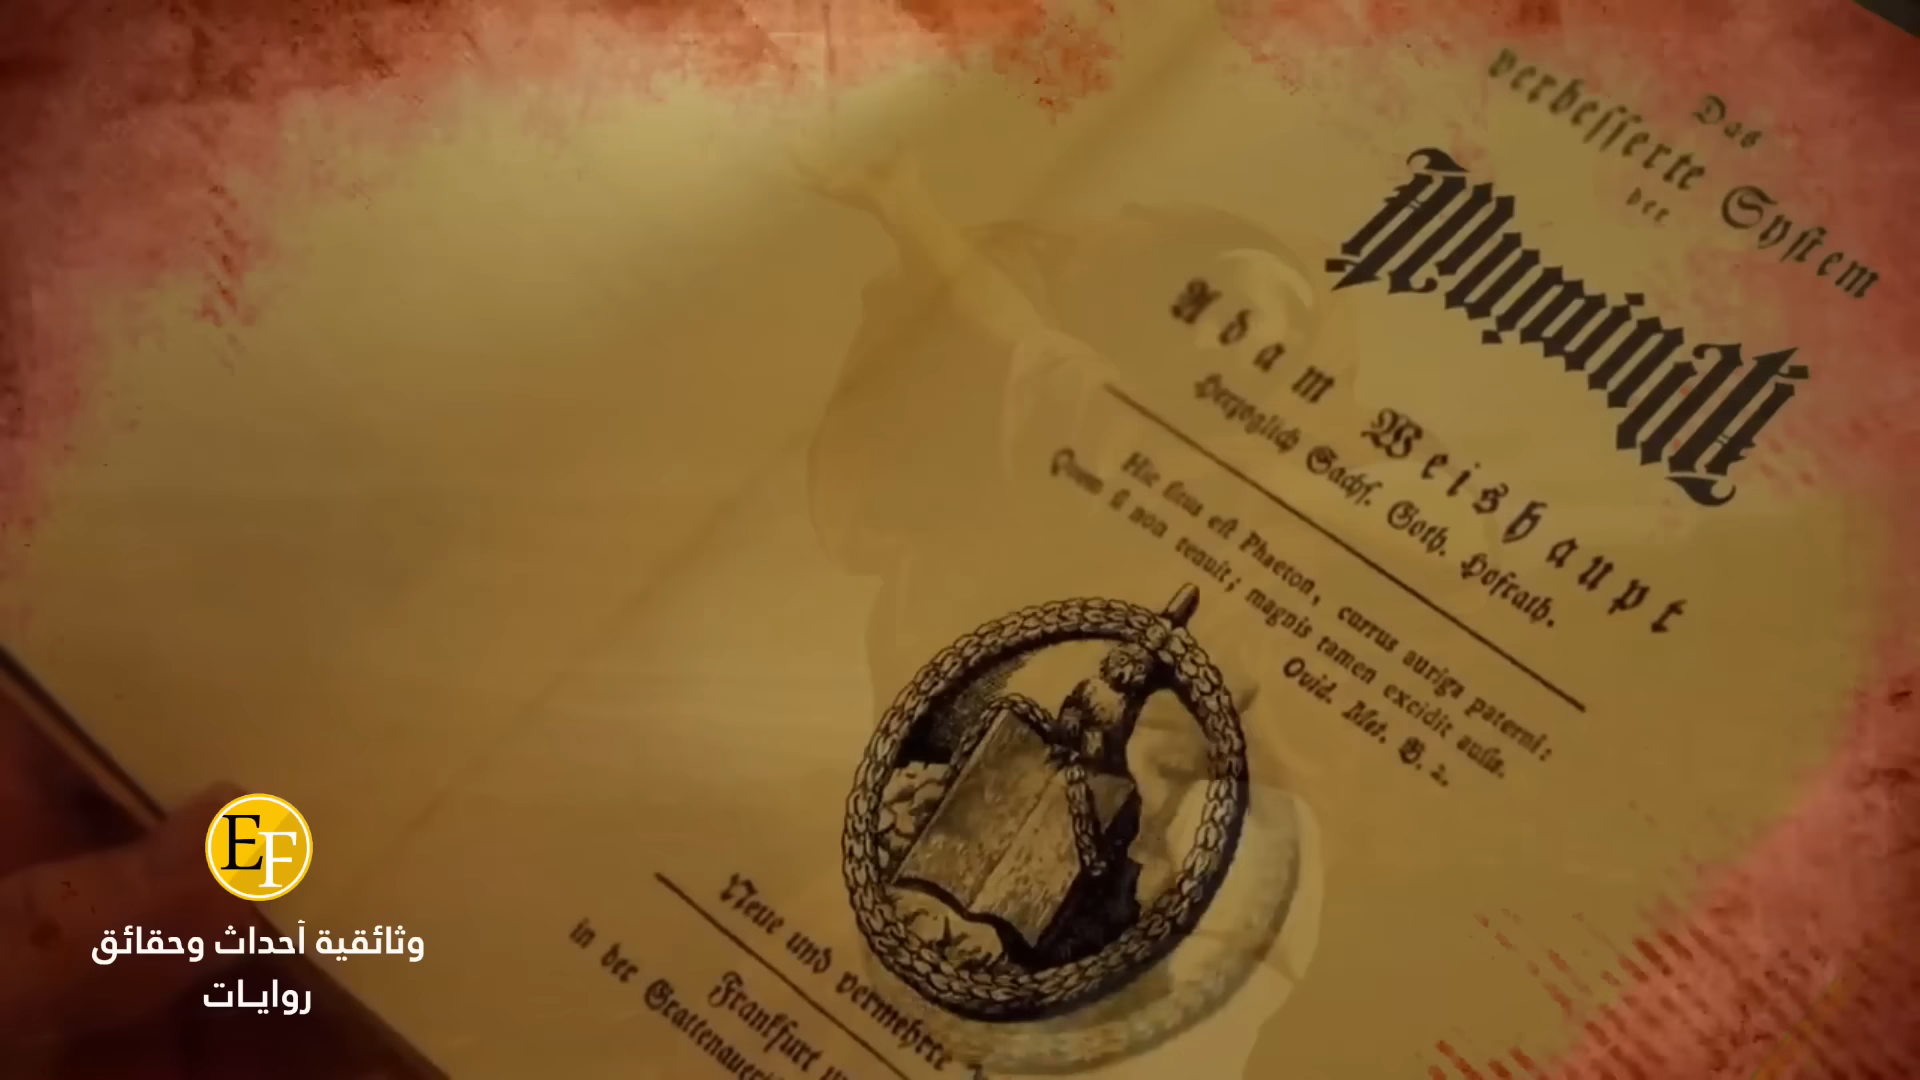 Das
verbesserte System
der
Illuminati
Adam Weishaupt
Herzoglich Sachs. Goth. Hofrath.
Hic situs est Phaeton, currus auriga paterni:
Quem si non tenuit; magnis tamen excidit ausis.
Ovid. Met. B. 2.
Neue und vermehrte
Frankfurt
in der Grattenauer
EF
وثائقية أحداث وحقائق
روايـات